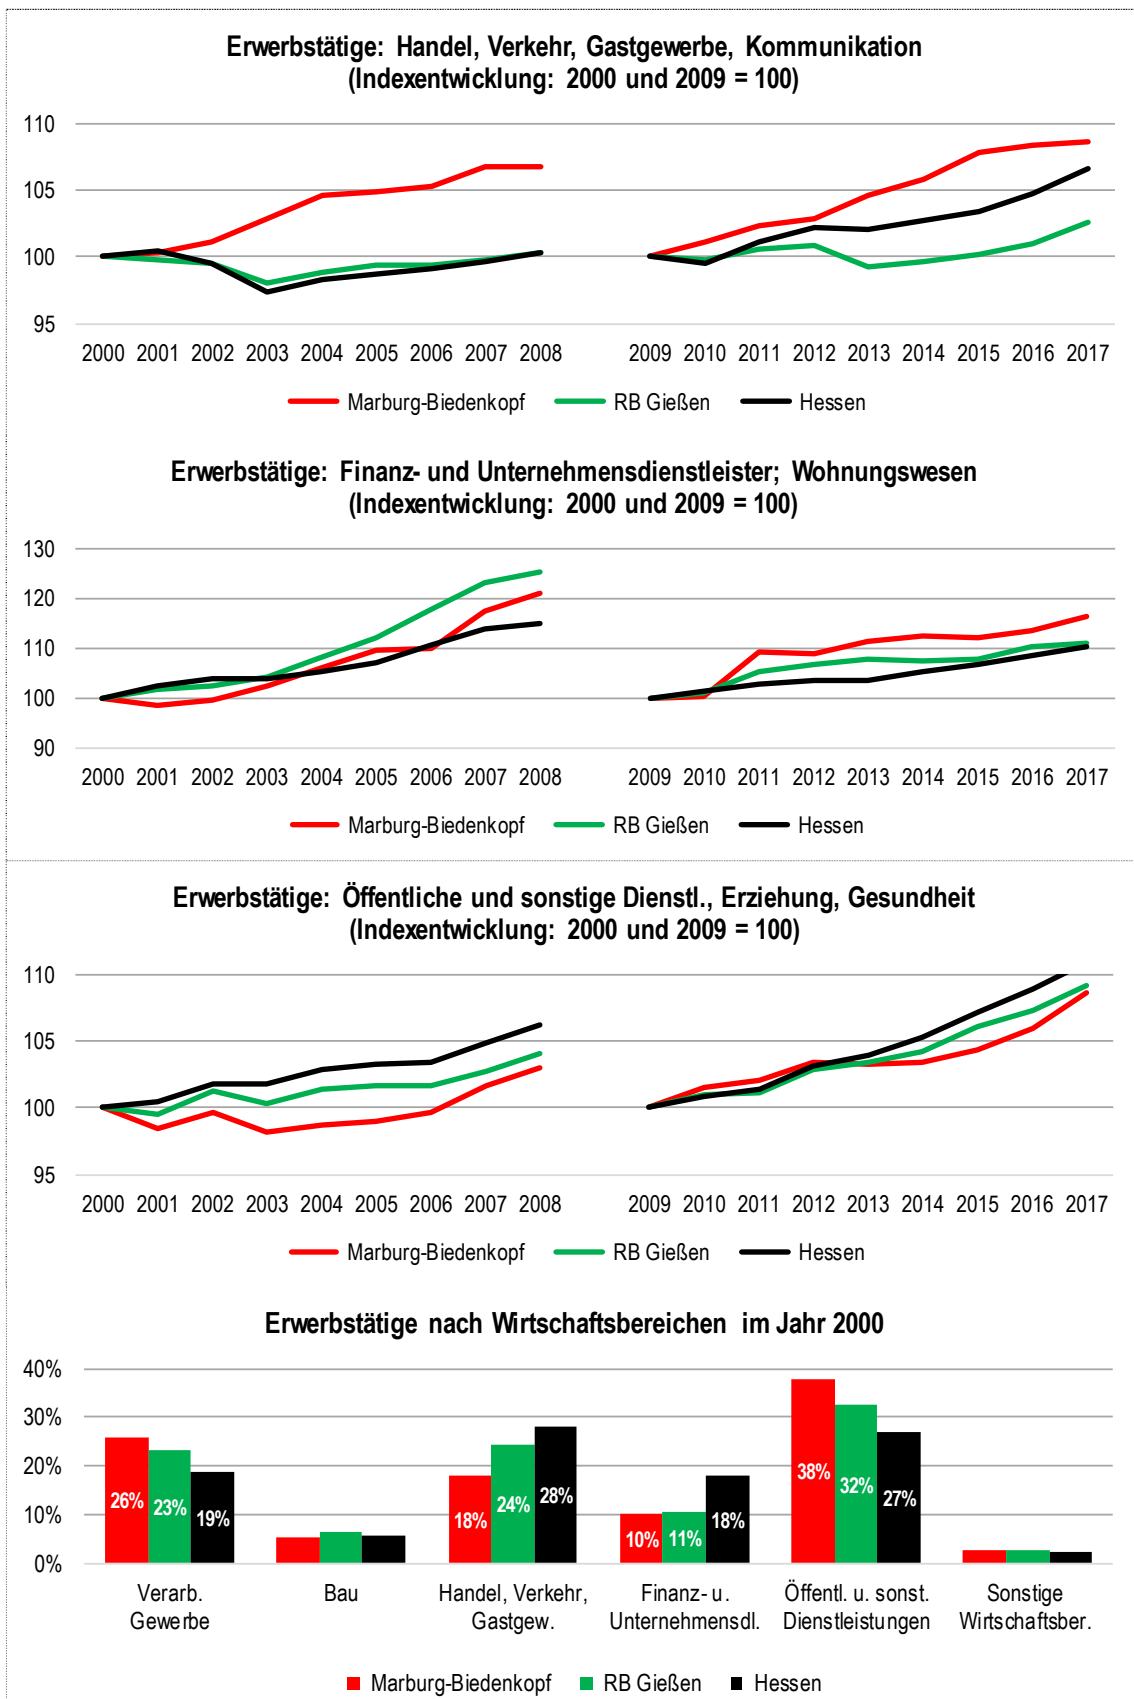 Erwerbstätige: Handel, Verkehr, Gastgewerbe, Kommunikation
(Indexentwicklung: 2000 und 2009 = 100)
110
105
100
95
2000 2001 2002 2003 2004 2005 2006 2007 2008 2009 2010 2011 2012 2013 2014 2015 2016 2017
Marburg-Biedenkopf RB Gießen Hessen
Erwerbstätige: Finanz- und Unternehmensdienstleister; Wohnungswesen
(Indexentwicklung: 2000 und 2009 = 100)
130
120
110
100
90
2000 2001 2002 2003 2004 2005 2006 2007 2008 2009 2010 2011 2012 2013 2014 2015 2016 2017
Marburg-Biedenkopf RB Gießen Hessen
Erwerbstätige: Öffentliche und sonstige Dienstl., Erziehung, Gesundheit
(Indexentwicklung: 2000 und 2009 = 100)
110
105
100
95
2000 2001 2002 2003 2004 2005 2006 2007 2008 2009 2010 2011 2012 2013 2014 2015 2016 2017
Marburg-Biedenkopf RB Gießen Hessen
Erwerbstätige nach Wirtschaftsbereichen im Jahr 2000
40%
30%
20%
10%
0%
26% 23% 19% 18% 24% 28% 10% 11% 18% 38% 32% 27%
Verarb. Gewerbe
Bau
Handel, Verkehr, Gastgew.
Finanz- u. Unternehmensdl.
Öffentl. u. sonst. Dienstleistungen
Sonstige Wirtschaftsber.
Marburg-Biedenkopf RB Gießen Hessen